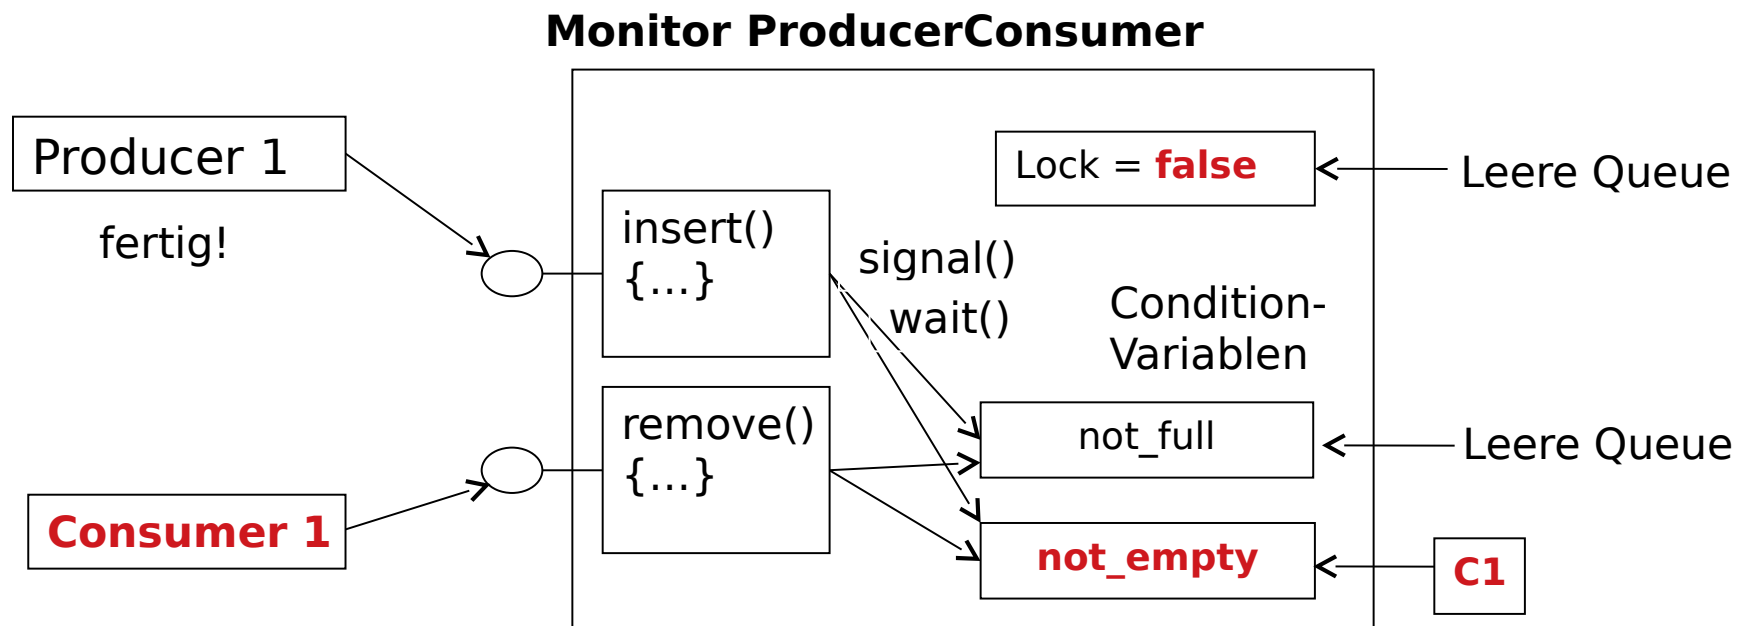 Monitor ProducerConsumer
Producer 1
fertig!
Consumer 1
insert()
{...}
remove()
{...}
signal()
wait()
Lock = false
Condition-
Variablen
not_full
not_empty
Leere Queue
Leere Queue
C1